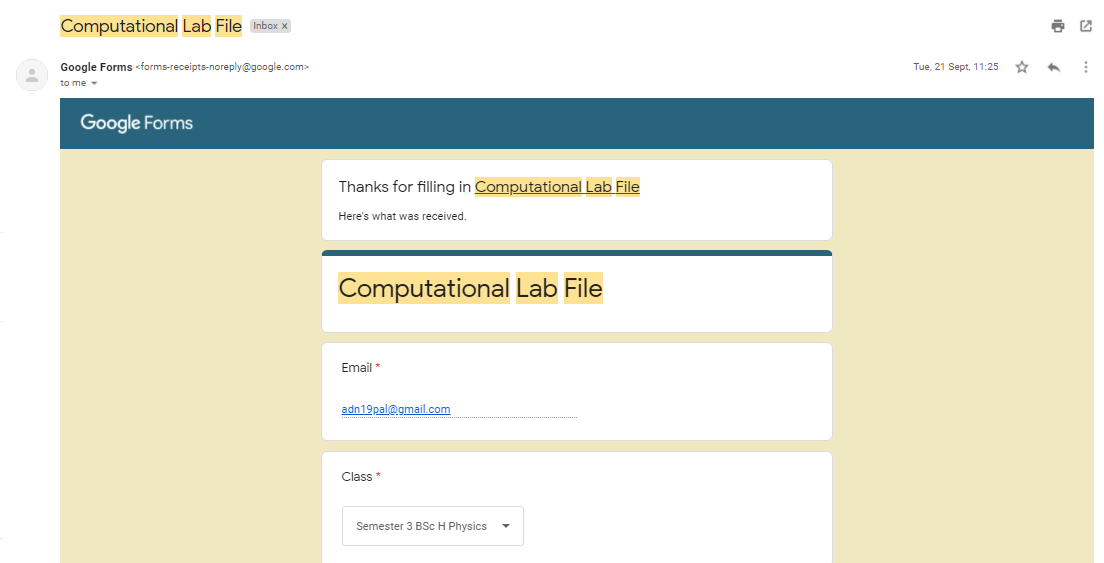 Computational Lab File Inbox x
Google Forms <forms-receipts-noreply@google.com> Tue, 21 Sept, 11:25
to me
Google Forms
Thanks for filling in Computational Lab File
Here's what was received.
Computational Lab File
Email *
adn19pal@gmail.com
Class *
Semester 3 BSc H Physics